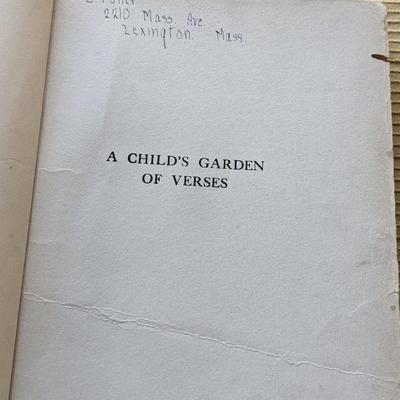 2210 Mass. Ave
Lexington. Mass.
A CHILD'S GARDEN
OF VERSES